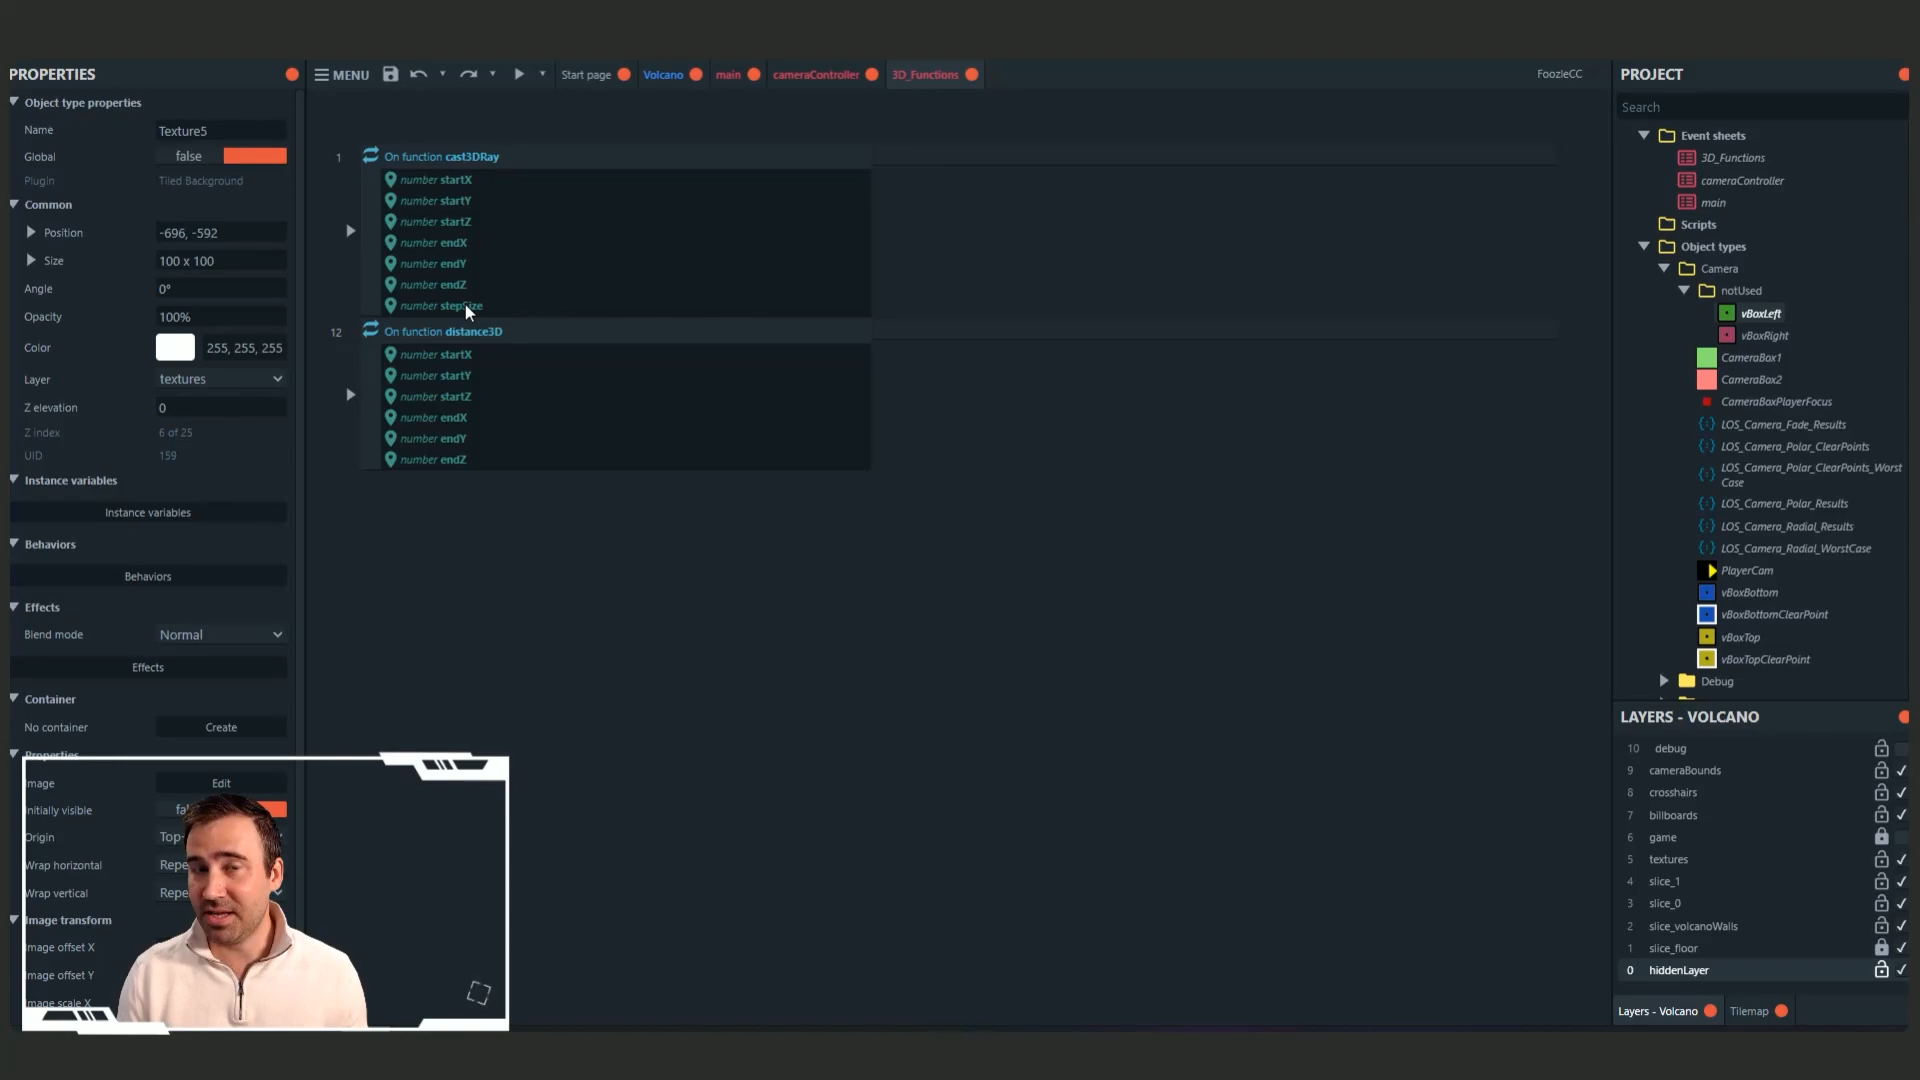 PROPERTIES
Object type properties
Name Texture5
Global false
Plugin Tiled Background
Common
Position -696, -592
Size 100 x 100
Angle 0°
Opacity 100%
Color 255, 255, 255
Layer textures
Z elevation 0
Z index 6 of 25
UID 159
Instance variables
Instance variables
Behaviors
Behaviors
Effects
Blend mode Normal
Effects
Container
No container Create
Properties
Image Edit
Initially visible
Origin
Wrap horizontal
Wrap vertical
Image transform
Image offset X
Image offset Y
Image scale X
MENU Start page Volcano main cameraController 3D_Functions FoozleCC
1 On function cast3DRay
number startX
number startY
number startZ
number endX
number endY
number endZ
number stepSize
12 On function distance3D
number startX
number startY
number startZ
number endX
number endY
number endZ
PROJECT
Search
Event sheets
3D_Functions
cameraController
main
Scripts
Object types
Camera
notUsed
vBoxLeft
vBoxRight
CameraBox1
CameraBox2
CameraBoxPlayerFocus
LOS_Camera_Fade_Results
LOS_Camera_Polar_ClearPoints
LOS_Camera_Polar_ClearPoints_Worst
Case
LOS_Camera_Polar_Results
LOS_Camera_Radial_Results
LOS_Camera_Radial_WorstCase
PlayerCam
vBoxBottom
vBoxBottomClearPoint
vBoxTop
vBoxTopClearPoint
Debug
LAYERS - VOLCANO
10 debug
9 cameraBounds
8 crosshairs
7 billboards
6 game
5 textures
4 slice_1
3 slice_0
2 slice_volcanoWalls
1 slice_floor
0 hiddenLayer
Layers - Volcano Tilemap